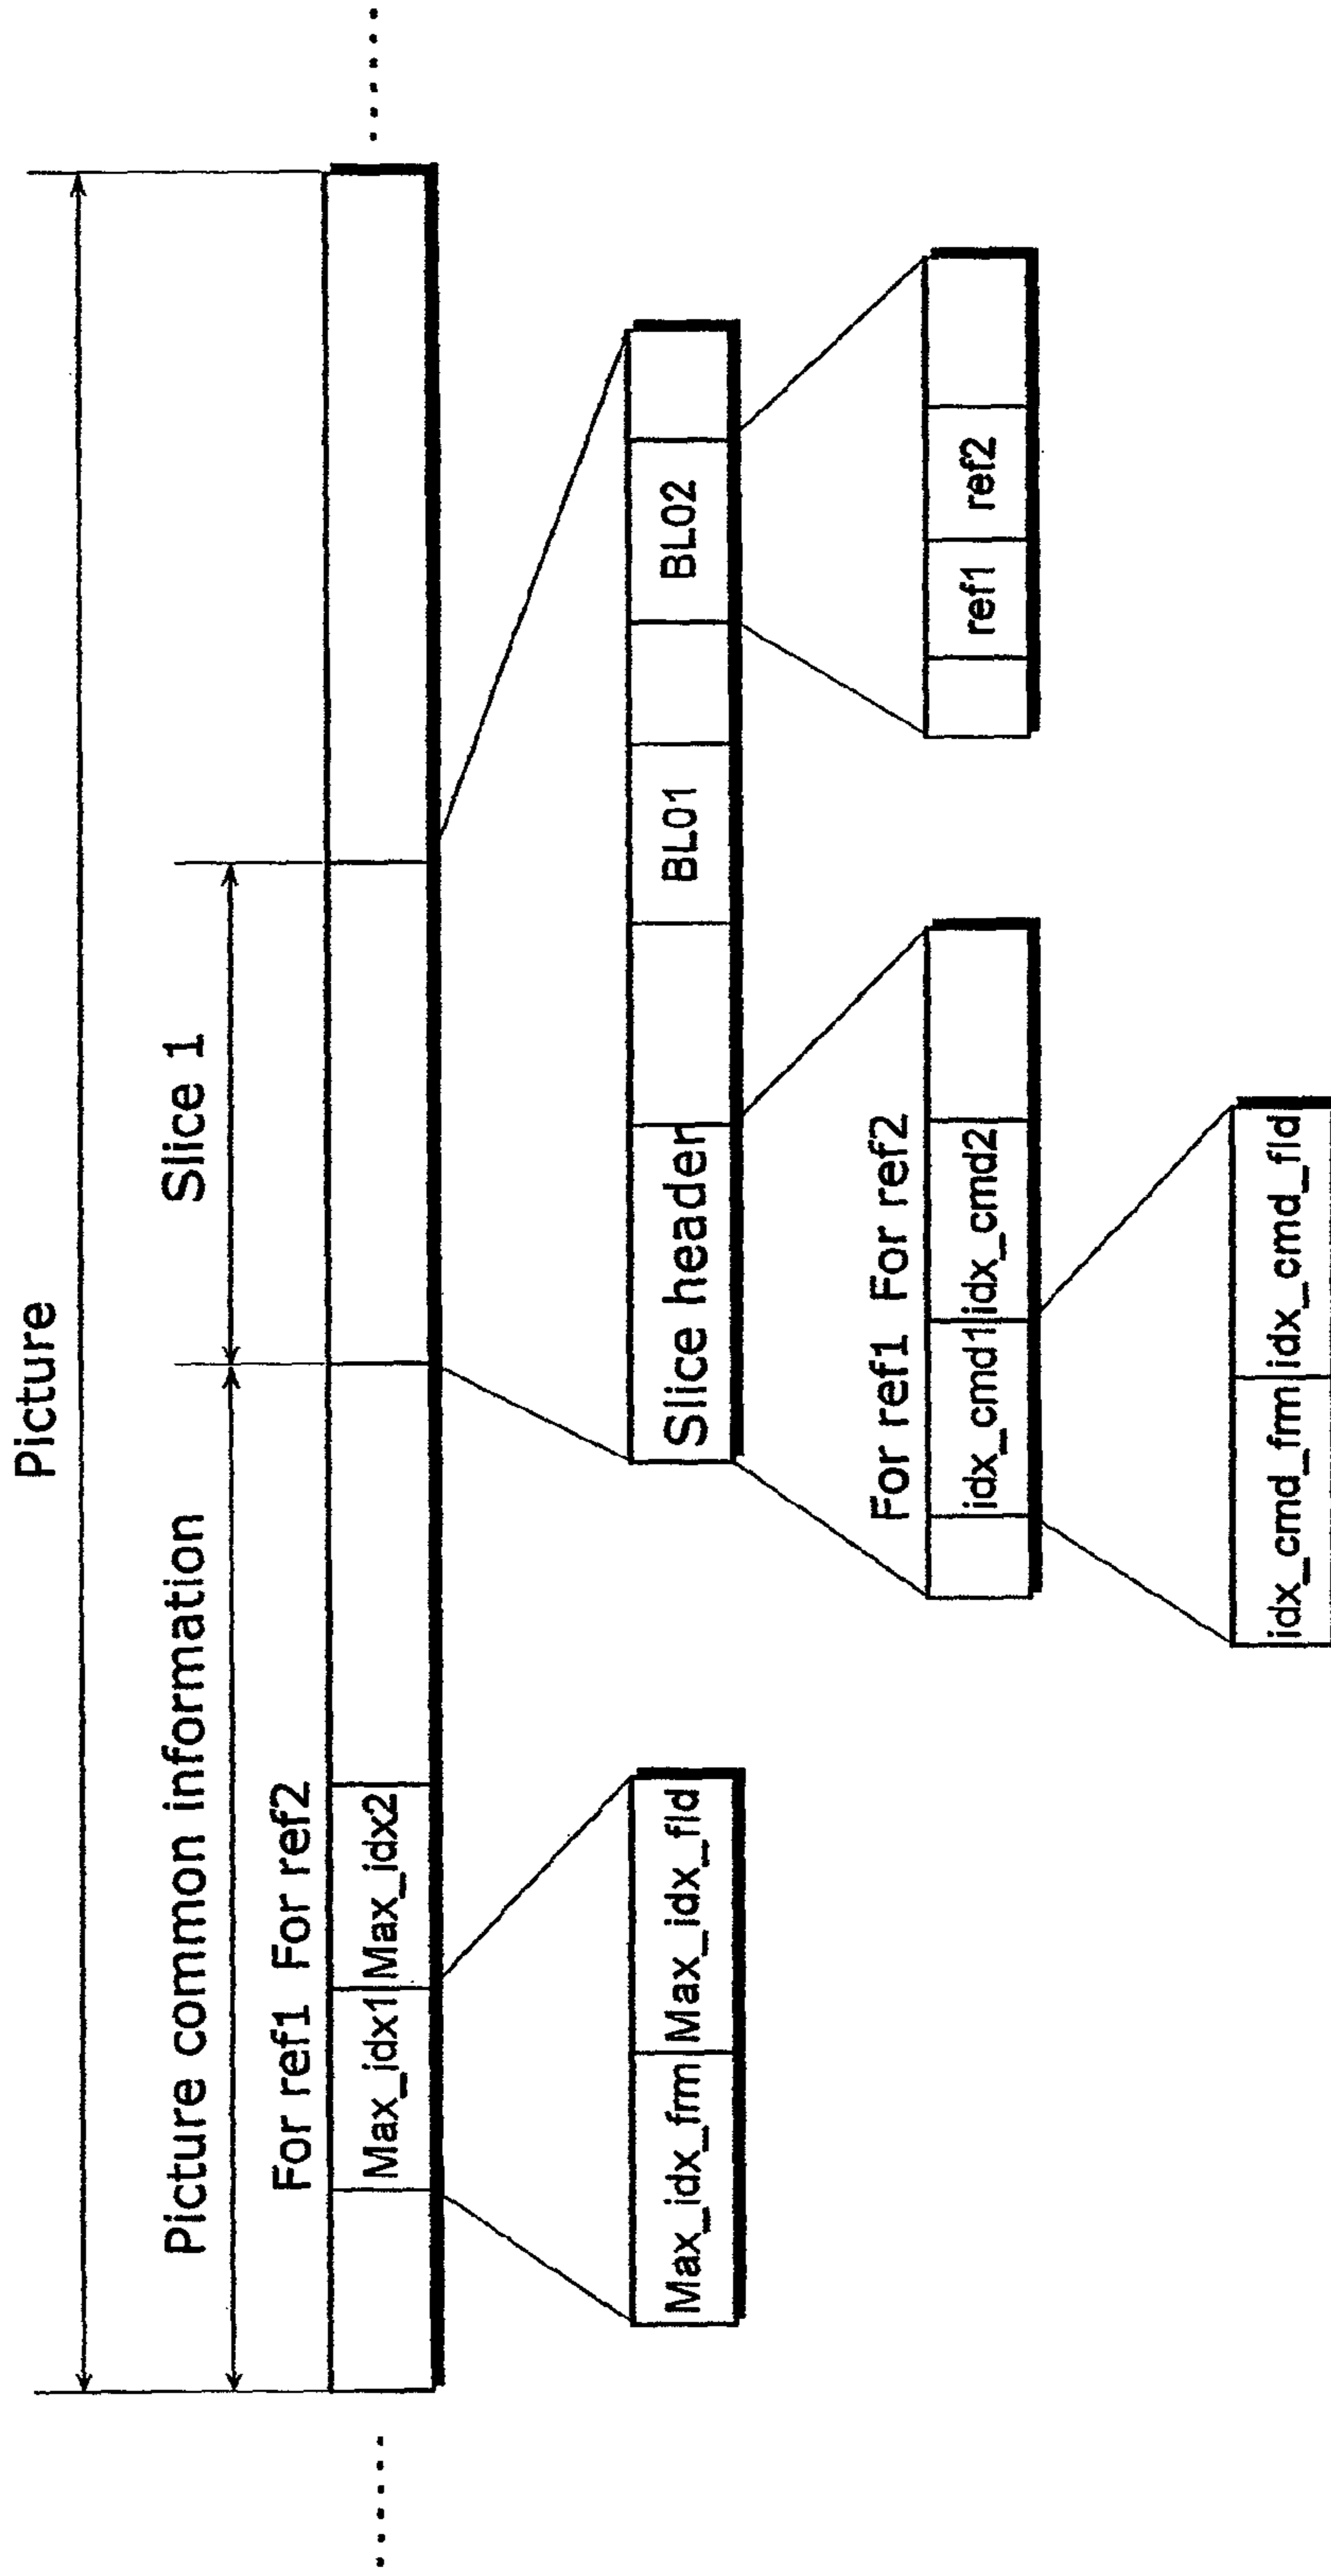 Picture
Picture common information
Slice 1
For ref1 For ref2
Max_idx1 Max_idx2
Max_idx_frm Max_idx_fld
Slice header BL01 BL02
For ref1 For ref2
idx_cmd1 idx_cmd2
ref1 ref2
idx_cmd_frm idx_cmd_fld